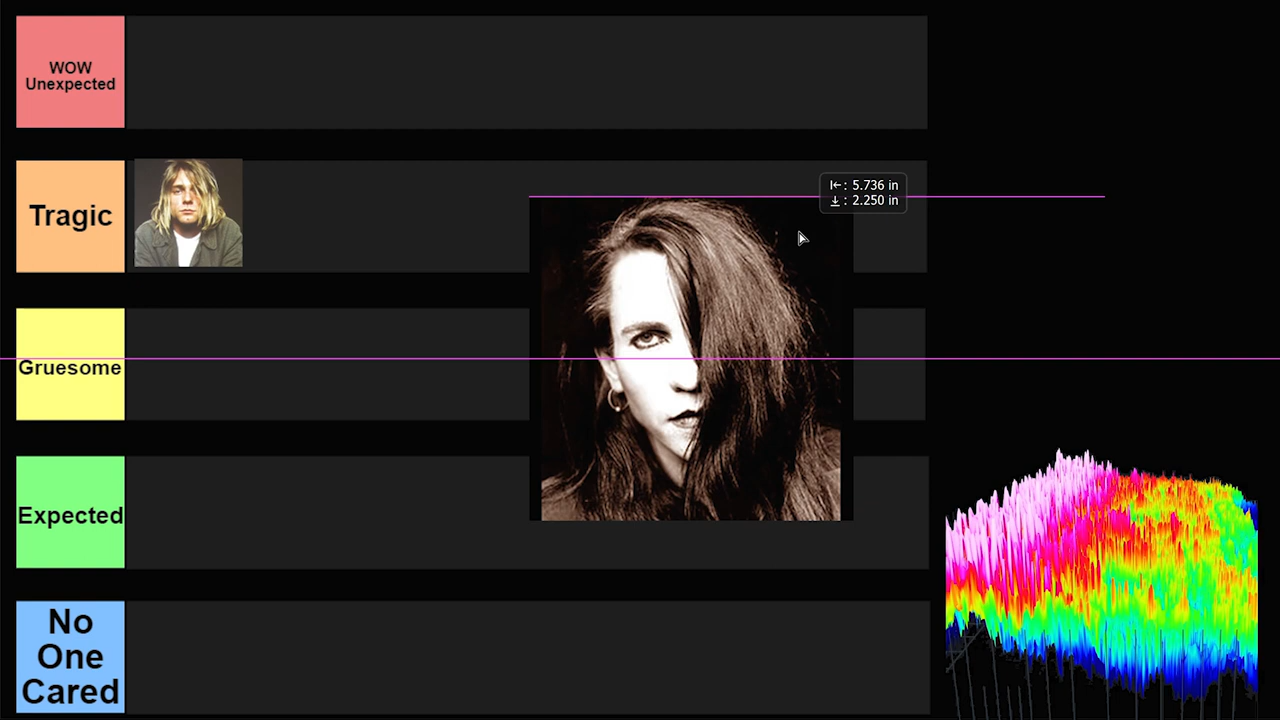 WOW
Unexpected
Tragic
: 5.736 in
: 2.250 in
Gruesome
Expected
No
One
Cared